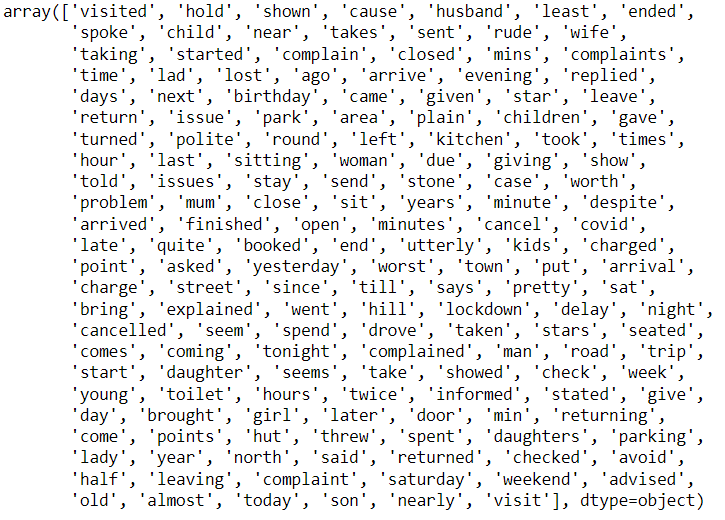 array(['visited', 'hold', 'shown', 'cause', 'husband', 'least', 'ended',
'spoke', 'child', 'near', 'takes', 'sent', 'rude', 'wife',
'taking', 'started', 'complain', 'closed', 'mins', 'complaints',
'time', 'lad', 'lost', 'ago', 'arrive', 'evening', 'replied',
'days', 'next', 'birthday', 'came', 'given', 'star', 'leave',
'return', 'issue', 'park', 'area', 'plain', 'children', 'gave',
'turned', 'polite', 'round', 'left', 'kitchen', 'took', 'times',
'hour', 'last', 'sitting', 'woman', 'due', 'giving', 'show',
'told', 'issues', 'stay', 'send', 'stone', 'case', 'worth',
'problem', 'mum', 'close', 'sit', 'years', 'minute', 'despite',
'arrived', 'finished', 'open', 'minutes', 'cancel', 'covid',
'late', 'quite', 'booked', 'end', 'utterly', 'kids', 'charged',
'point', 'asked', 'yesterday', 'worst', 'town', 'put', 'arrival',
'charge', 'street', 'since', 'till', 'says', 'pretty', 'sat',
'bring', 'explained', 'went', 'hill', 'lockdown', 'delay', 'night',
'cancelled', 'seem', 'spend', 'drove', 'taken', 'stars', 'seated',
'comes', 'coming', 'tonight', 'complained', 'man', 'road', 'trip',
'start', 'daughter', 'seems', 'take', 'showed', 'check', 'week',
'young', 'toilet', 'hours', 'twice', 'informed', 'stated', 'give',
'day', 'brought', 'girl', 'later', 'door', 'min', 'returning',
'come', 'points', 'hut', 'threw', 'spent', 'daughters', 'parking',
'lady', 'year', 'north', 'said', 'returned', 'checked', 'avoid',
'half', 'leaving', 'complaint', 'saturday', 'weekend', 'advised',
'old', 'almost', 'today', 'son', 'nearly', 'visit'], dtype=object)